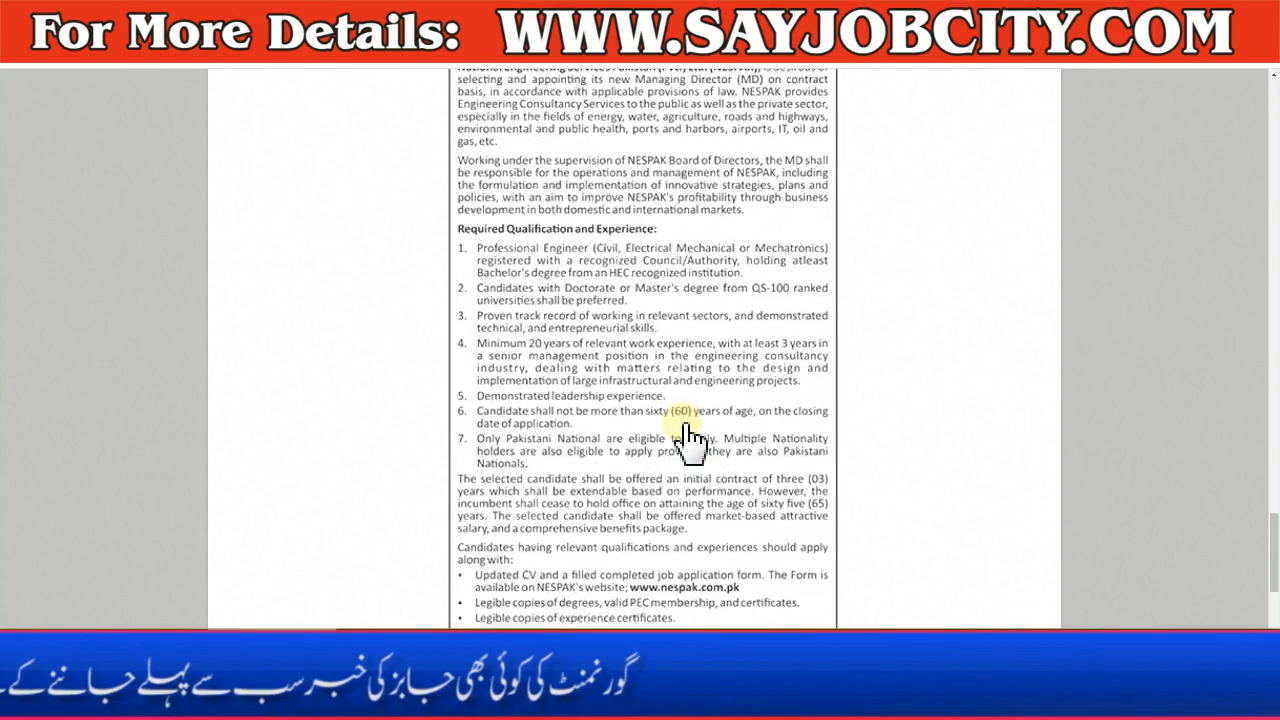 For More Details: WWW.SAYJOBCITY.COM
National Engineering Services Pakistan (PVT) Ltd. (NESPAK) is desirous of
selecting and appointing its new Managing Director (MD) on contract
basis, in accordance with applicable provisions of law. NESPAK provides
Engineering Consultancy Services to the public as well as the private sector,
especially in the fields of energy, water, agriculture, roads and highways,
environmental and public health, ports and harbors, airports, IT, oil and
gas, etc.
Working under the supervision of NESPAK Board of Directors, the MD shall
be responsible for the operations and management of NESPAK, including
the formulation and implementation of innovative strategies, plans and
policies, with an aim to improve NESPAK's profitability through business
development in both domestic and international markets.
Required Qualification and Experience:
1. Professional Engineer (Civil, Electrical Mechanical or Mechatronics)
registered with a recognized Council/Authority, holding atleast
Bachelor's degree from an HEC recognized institution.
2. Candidates with Doctorate or Master's degree from QS-100 ranked
universities shall be preferred.
3. Proven track record of working in relevant sectors, and demonstrated
technical, and entrepreneurial skills.
4. Minimum 20 years of relevant work experience, with at least 3 years in
a senior management position in the engineering consultancy
industry, dealing with matters relating to the design and
implementation of large infrastructural and engineering projects.
5. Demonstrated leadership experience.
6. Candidate shall not be more than sixty (60) years of age, on the closing
date of application.
7. Only Pakistani National are eligible Multiple Nationality
holders are also eligible to apply they are also Pakistani
Nationals.
The selected candidate shall be offered an initial contract of three (03)
years which shall be extendable based on performance. However, the
incumbent shall cease to hold office on attaining the age of sixty five (65)
years. The selected candidate shall be offered market-based attractive
salary, and a comprehensive benefits package.
Candidates having relevant qualifications and experiences should apply
along with:
▪ Updated CV and a filled completed job application form. The Form is
available on NESPAK's website; www.nespak.com.pk
▪ Legible copies of degrees, valid PEC membership, and certificates.
▪ Legible copies of experience certificates.
گورنمنٹ کی کوئی بھی جابز کی خبر سب سے پہلے جاننے کے